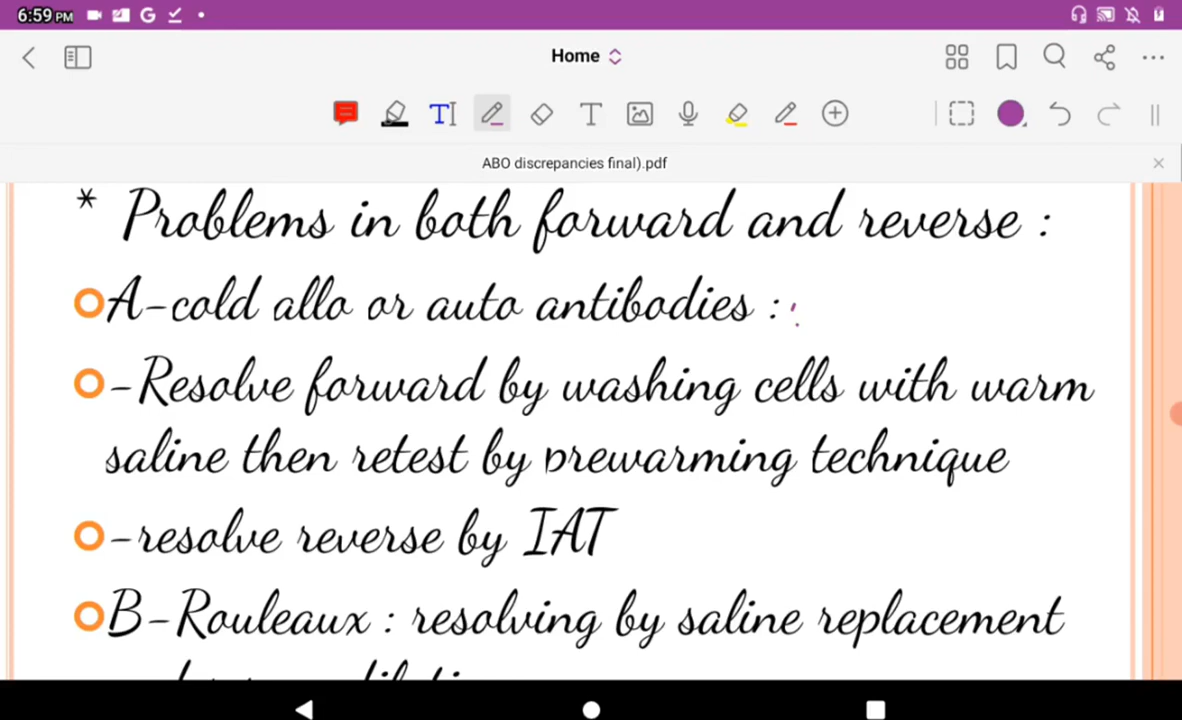 6:59 PM
Home
ABO discrepancies final).pdf
* Problems in both forward and reverse :
A-cold allo or auto antibodies :
-Resolve forward by washing cells with warm
saline then retest by prewarming technique
-resolve reverse by IAT
B-Rouleaux : resolving by saline replacement